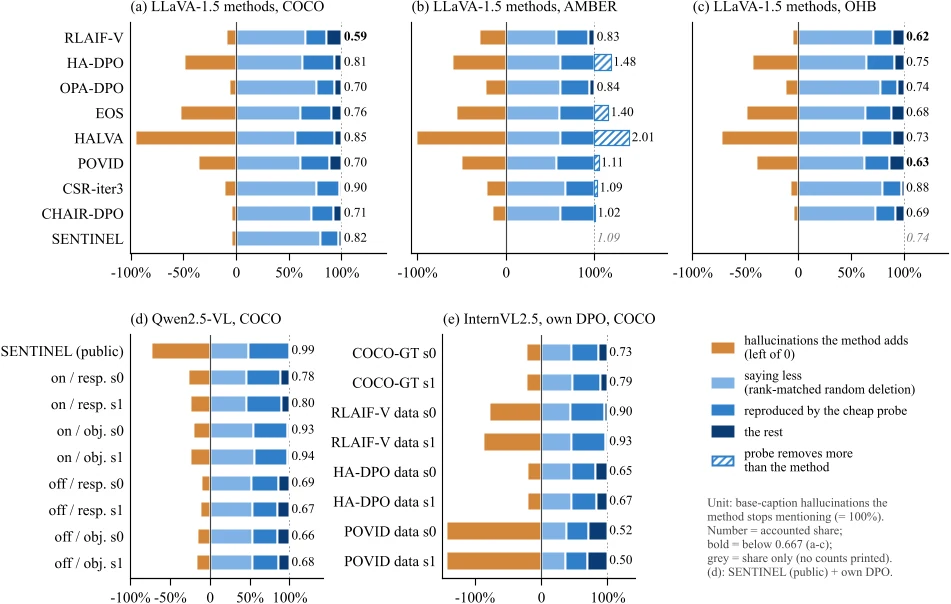 (a) LLaVA-1.5 methods, COCO
RLAIF-V
HA-DPO
OPA-DPO
EOS
HALVA
POVID
CSR-iter3
CHAIR-DPO
SENTINEL
0.59
0.81
0.70
0.76
0.85
0.70
0.90
0.71
0.82
-100% -50% 0 50% 100%
(b) LLaVA-1.5 methods, AMBER
0.83
1.48
0.84
1.40
2.01
1.11
1.09
1.02
1.09
-100% 0 100%
(c) LLaVA-1.5 methods, OHB
0.62
0.75
0.74
0.68
0.73
0.63
0.88
0.69
0.74
-100% -50% 0 50% 100%
(d) Qwen2.5-VL, COCO
SENTINEL (public)
on / resp. s0
on / resp. s1
on / obj. s0
on / obj. s1
off / resp. s0
off / resp. s1
off / obj. s0
off / obj. s1
0.99
0.78
0.80
0.93
0.94
0.69
0.67
0.66
0.68
-100% -50% 0 50% 100%
(e) InternVL2.5, own DPO, COCO
COCO-GT s0
COCO-GT s1
RLAIF-V data s0
RLAIF-V data s1
HA-DPO data s0
HA-DPO data s1
POVID data s0
POVID data s1
0.73
0.79
0.90
0.93
0.65
0.67
0.52
0.50
-100% 0 100%
hallucinations the method adds
(left of 0)
saying less
(rank-matched random deletion)
reproduced by the cheap probe
the rest
probe removes more
than the method
Unit: base-caption hallucinations the
method stops mentioning (= 100%).
Number = accounted share;
bold = below 0.667 (a-c);
grey = share only (no counts printed).
(d): SENTINEL (public) + own DPO.